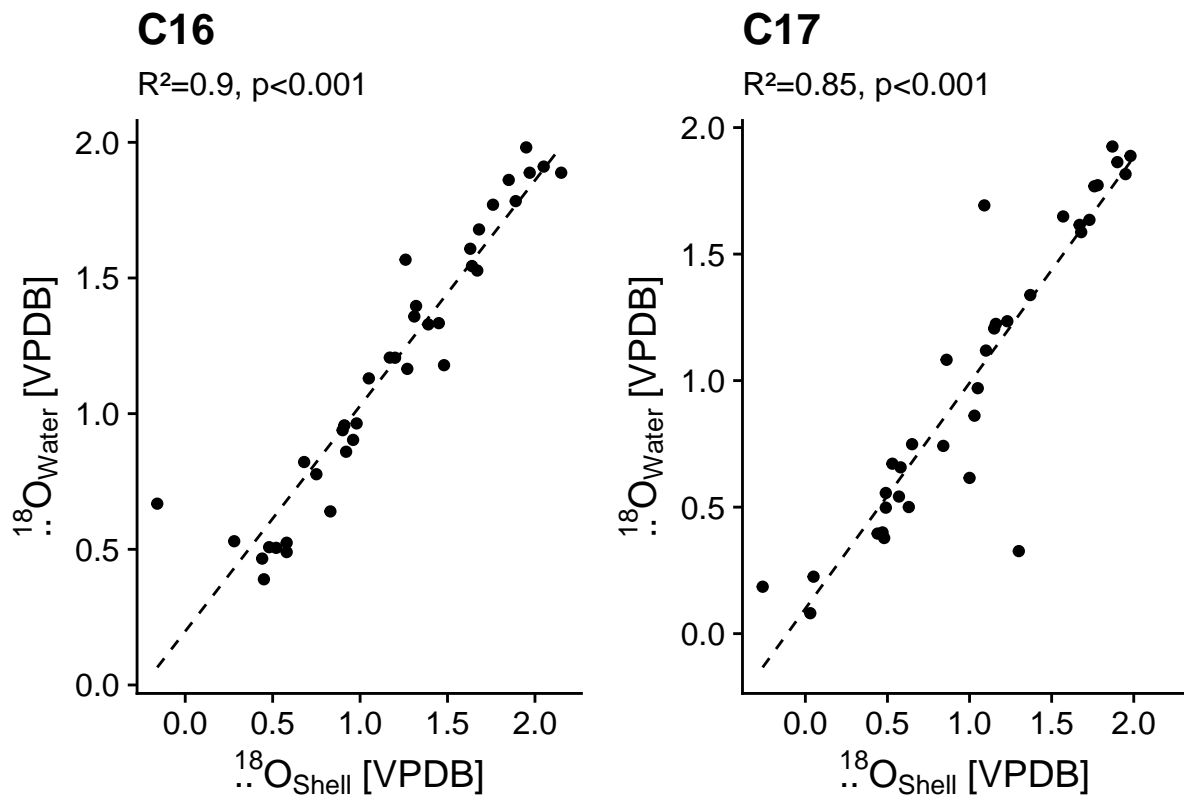 C16
R²=0.9, p<0.001
2.0
1.5
1.0
0.5
0.0
0.0 0.5 1.0 1.5 2.0
..¹⁸O_Water [VPDB]
..¹⁸O_Shell [VPDB]
C17
R²=0.85, p<0.001
2.0
1.5
1.0
0.5
0.0
0.0 0.5 1.0 1.5 2.0
..¹⁸O_Water [VPDB]
..¹⁸O_Shell [VPDB]